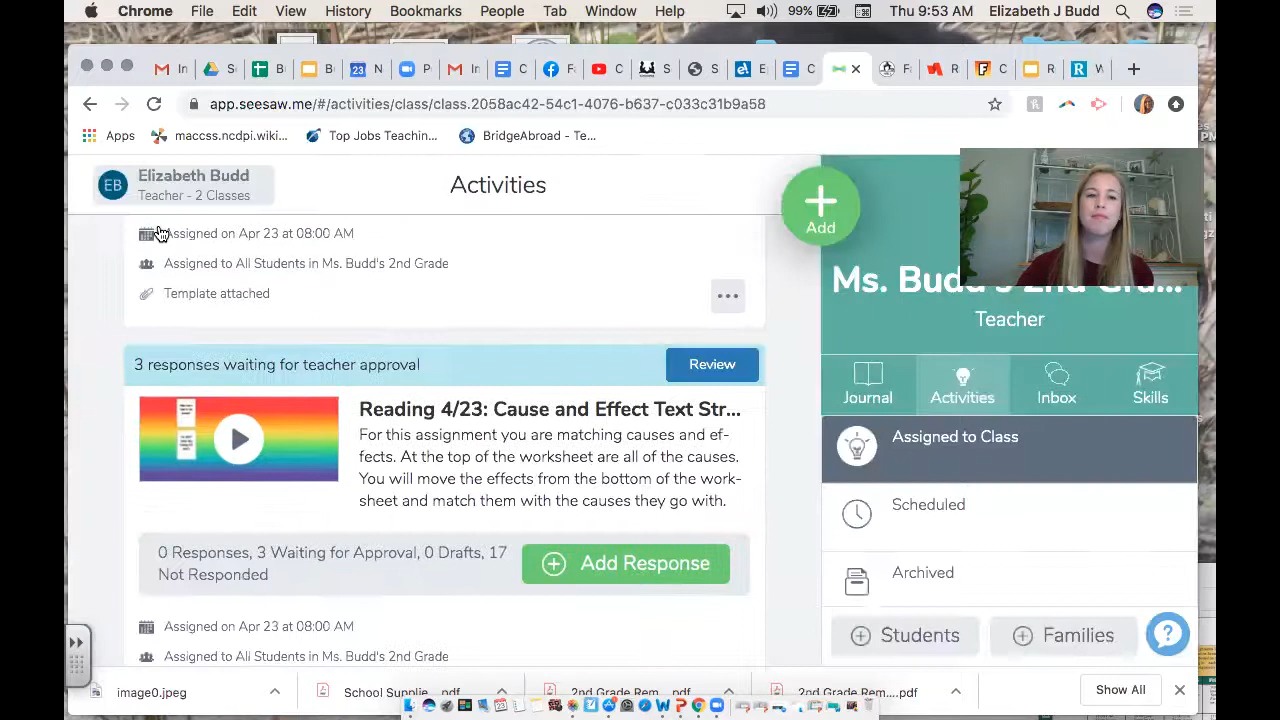 Chrome File Edit View History Bookmarks People Tab Window Help 99% Thu 9:53 AM Elizabeth J Budd
app.seesaw.me/#/activities/class/class.2058ac42-54c1-4076-b637-c033c31b9a58
Apps maccss.ncdpi.wiki... Top Jobs Teachin... BridgeAbroad - Te...
EB Elizabeth Budd
Teacher - 2 Classes
Activities
Add
Assigned on Apr 23 at 08:00 AM
Assigned to All Students in Ms. Budd's 2nd Grade
Template attached
3 responses waiting for teacher approval
Review
Reading 4/23: Cause and Effect Text Str...
For this assignment you are matching causes and ef-
fects. At the top of the worksheet are all of the causes.
You will move the effects from the bottom of the work-
sheet and match them with the causes they go with.
0 Responses, 3 Waiting for Approval, 0 Drafts, 17
Not Responded
Add Response
Assigned on Apr 23 at 08:00 AM
Assigned to All Students in Ms. Budd's 2nd Grade
Ms. Budd's 2nd Gra...
Teacher
Journal Activities Inbox Skills
Assigned to Class
Scheduled
Archived
Students Families
image0.jpeg School Supplie....pdf 2nd Grade Rem....pdf 2nd Grade Rem....pdf Show All